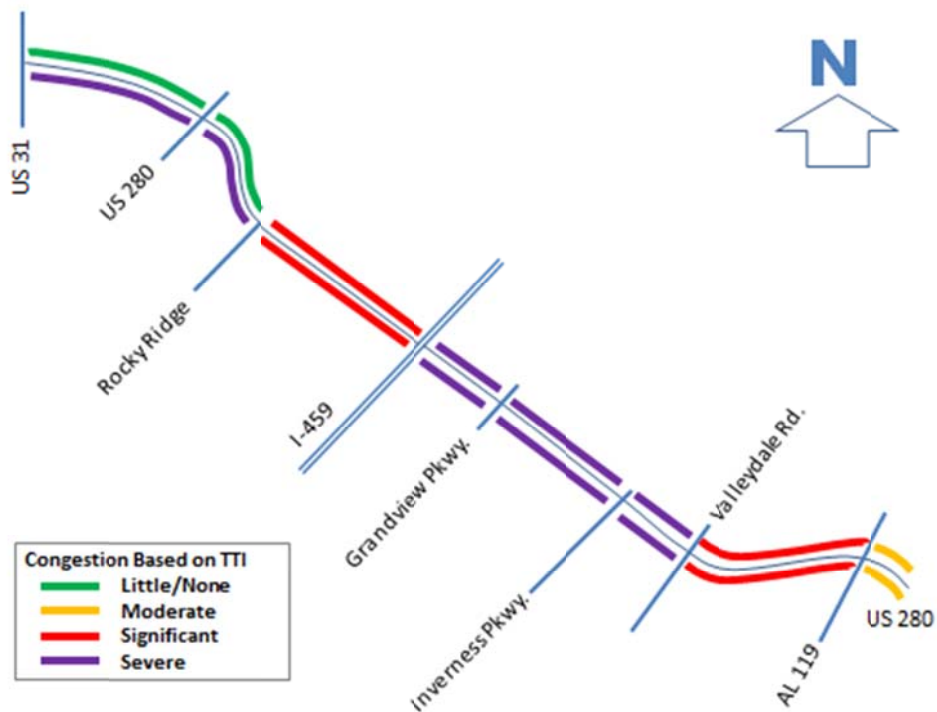 N
US 31
US 280
Rocky Ridge
I-459
Grandview Pkwy.
Valleydale Rd.
inverness Pkwy.
AL 119
US 280
Congestion Based on TTI
Little/None
Moderate
Significant
Severe